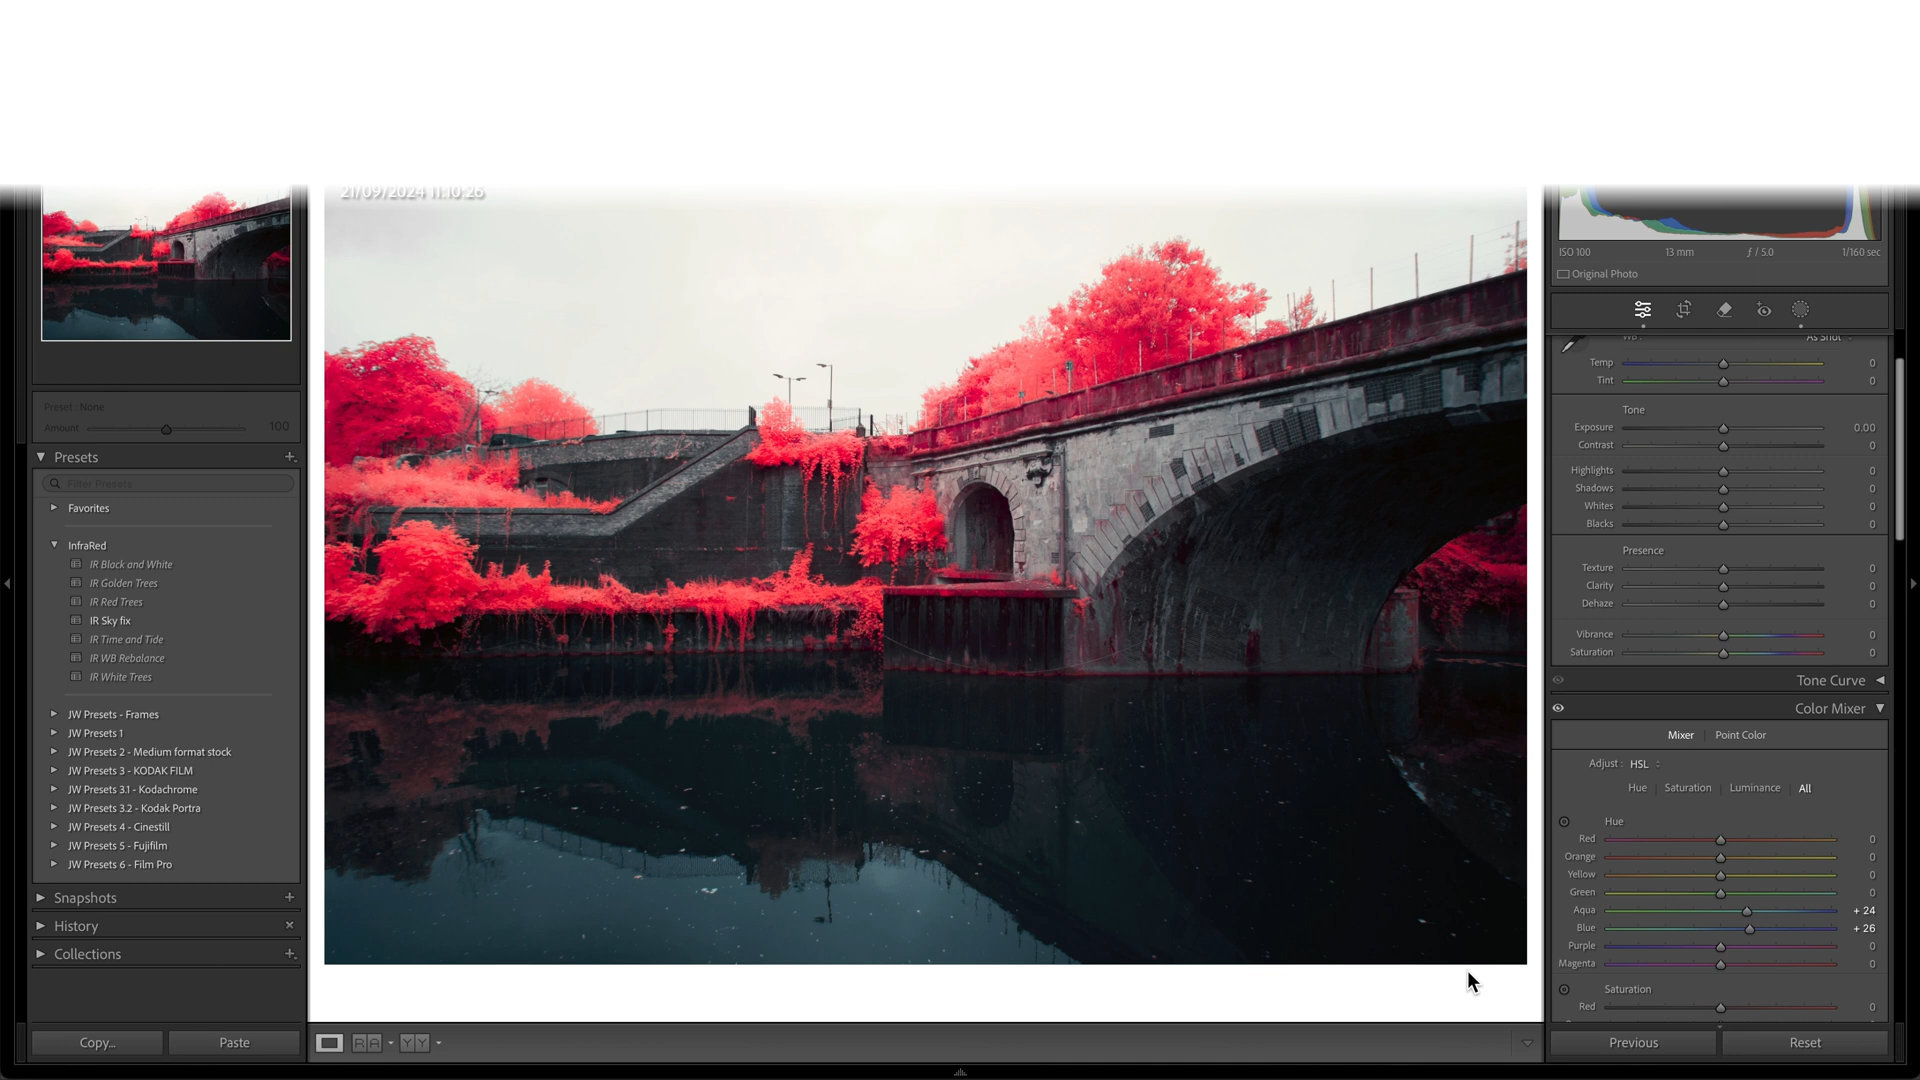 21/09/2024 11:10:26
ISO 100 13 mm ƒ / 5.0 1/160 sec
Original Photo
WB : As Shot
Temp 0
Tint 0
Tone
Exposure 0.00
Contrast 0
Highlights 0
Shadows 0
Whites 0
Blacks 0
Presence
Texture 0
Clarity 0
Dehaze 0
Vibrance 0
Saturation 0
Tone Curve
Color Mixer
Mixer | Point Color
Adjust : HSL
Hue | Saturation | Luminance | All
Hue
Red 0
Orange 0
Yellow 0
Green 0
Aqua + 24
Blue + 26
Purple 0
Magenta 0
Saturation
Red 0
Previous
Reset
Preset : None
Amount 100
Presets
Filter Presets
Favorites
InfraRed
IR Black and White
IR Golden Trees
IR Red Trees
IR Sky fix
IR Time and Tide
IR WB Rebalance
IR White Trees
JW Presets - Frames
JW Presets 1
JW Presets 2 - Medium format stock
JW Presets 3 - KODAK FILM
JW Presets 3.1 - Kodachrome
JW Presets 3.2 - Kodak Portra
JW Presets 4 - Cinestill
JW Presets 5 - Fujifilm
JW Presets 6 - Film Pro
Snapshots
History
Collections
Copy...
Paste
R A
Y Y